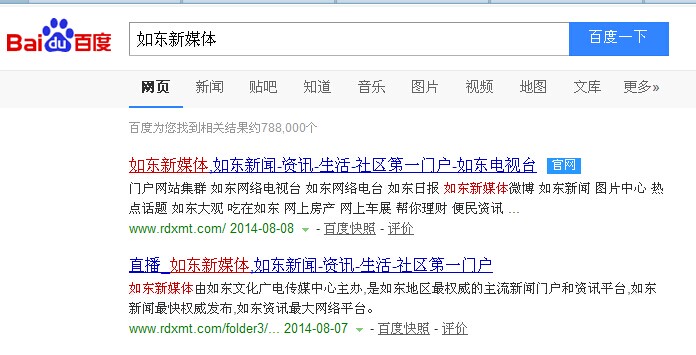 Bai du 百度 如东新媒体 百度一下
网页 新闻 贴吧 知道 音乐 图片 视频 地图 文库 更多»
百度为您找到相关结果约788,000个
如东新媒体,如东新闻-资讯-生活-社区第一门户-如东电视台 官网
门户网站集群 如东网络电视台 如东网络电台 如东日报 如东新媒体微博 如东新闻 图片中心 热
点话题 如东大观 吃在如东 网上房产 网上车展 帮你理财 便民资讯 ...
www.rdxmt.com/ 2014-08-08 - 百度快照 - 评价
直播_如东新媒体,如东新闻-资讯-生活-社区第一门户
如东新媒体由如东文化广电传媒中心主办,是如东地区最权威的主流新闻门户和资讯平台,如东
新闻最快权威发布,如东资讯最大网络平台。
www.rdxmt.com/folder3/... 2014-08-07 - 百度快照 - 评价